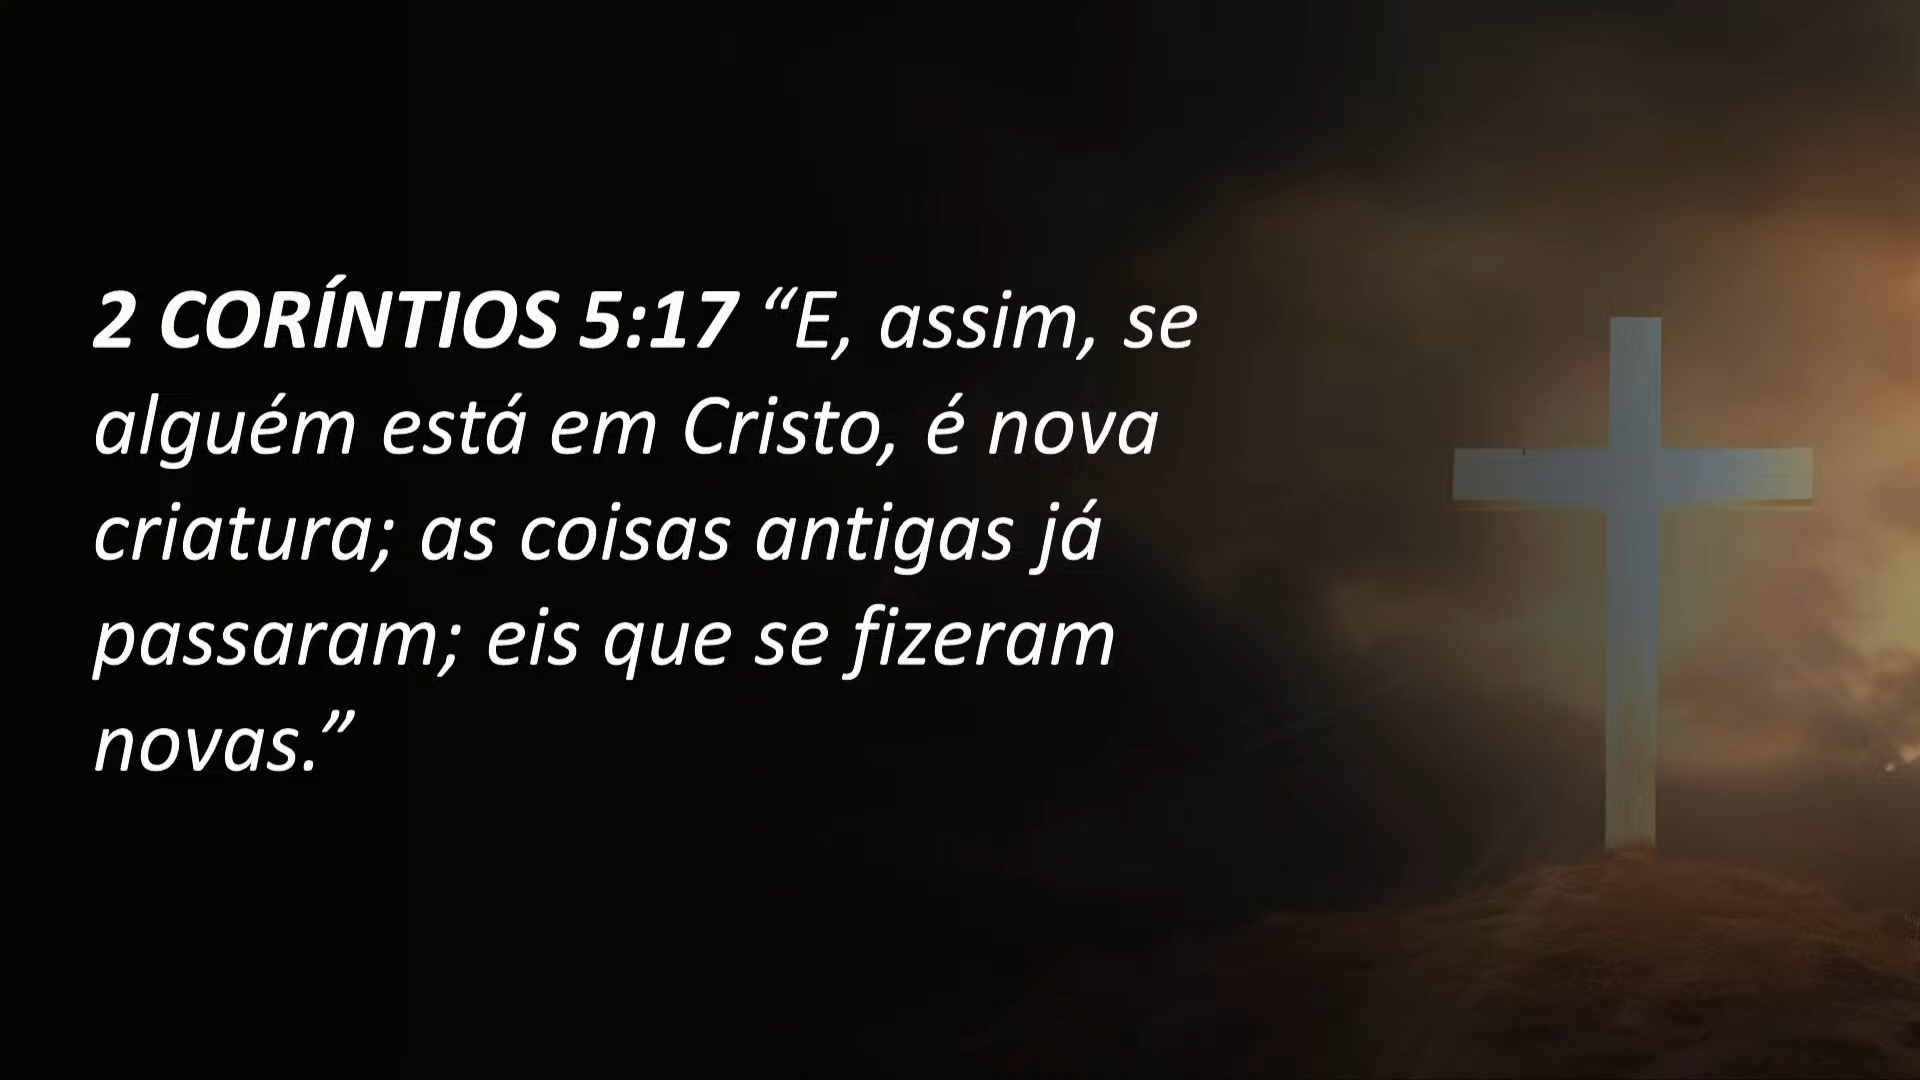 2 CORÍNTIOS 5:17 “E, assim, se
alguém está em Cristo, é nova
criatura; as coisas antigas já
passaram; eis que se fizeram
novas.”